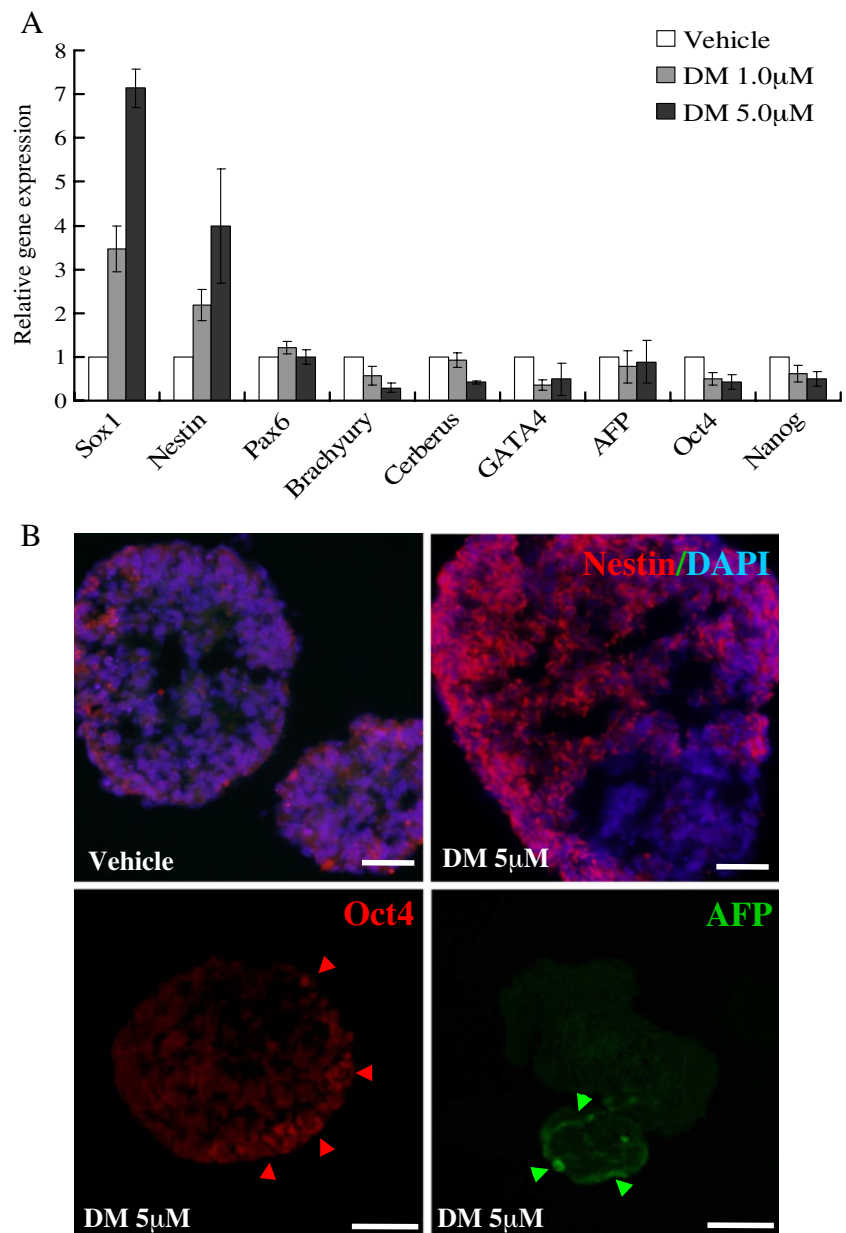 A
Vehicle
DM 1.0μM
DM 5.0μM
Relative gene expression
8
7
6
5
4
3
2
1
0
Sox1
Nestin
Pax6
Brachyury
Cerberus
GATA4
AFP
Oct4
Nanog
B
Vehicle
Nestin/DAPI
DM 5μM
Oct4
DM 5μM
AFP
DM 5μM